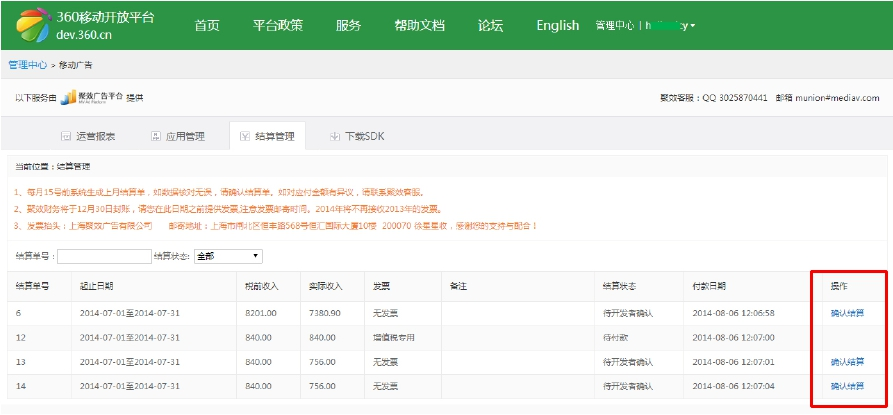 360移动开放平台
dev.360.cn
首页 平台政策 服务 帮助文档 论坛 English 管理中心 |
管理中心 > 移动广告
以下服务由 聚效广告平台 提供 聚效客服：QQ 3025870441 邮箱 munion#mediav.com
运营报表 应用管理 结算管理 下载SDK
当前位置：结算管理
1、每月15号前系统生成上月结算单，如数据核对无误，请确认结算单。如对应付金额有异议，请联系聚效客服。
2、聚效财务将于12月30日封账，请您在此日期之前提供发票,注意发票邮寄时间。2014年将不再接收2013年的发票。
3、发票抬头：上海聚效广告有限公司 邮寄地址：上海市闸北区恒丰路568号恒汇国际大厦10楼 200070 徐星星收，感谢您的支持与配合！
结算单号： 结算状态: 全部
结算单号 起止日期 税前收入 实际收入 发票 备注 结算状态 付款日期 操作
6 2014-07-01至2014-07-31 8201.00 7380.90 无发票 待开发者确认 2014-08-06 12:06:58 确认结算
12 2014-07-01至2014-07-31 840.00 840.00 增值税专用 待付款 2014-08-06 12:07:00
13 2014-07-01至2014-07-31 840.00 756.00 无发票 待开发者确认 2014-08-06 12:07:01 确认结算
14 2014-07-01至2014-07-31 840.00 756.00 无发票 待开发者确认 2014-08-06 12:07:04 确认结算